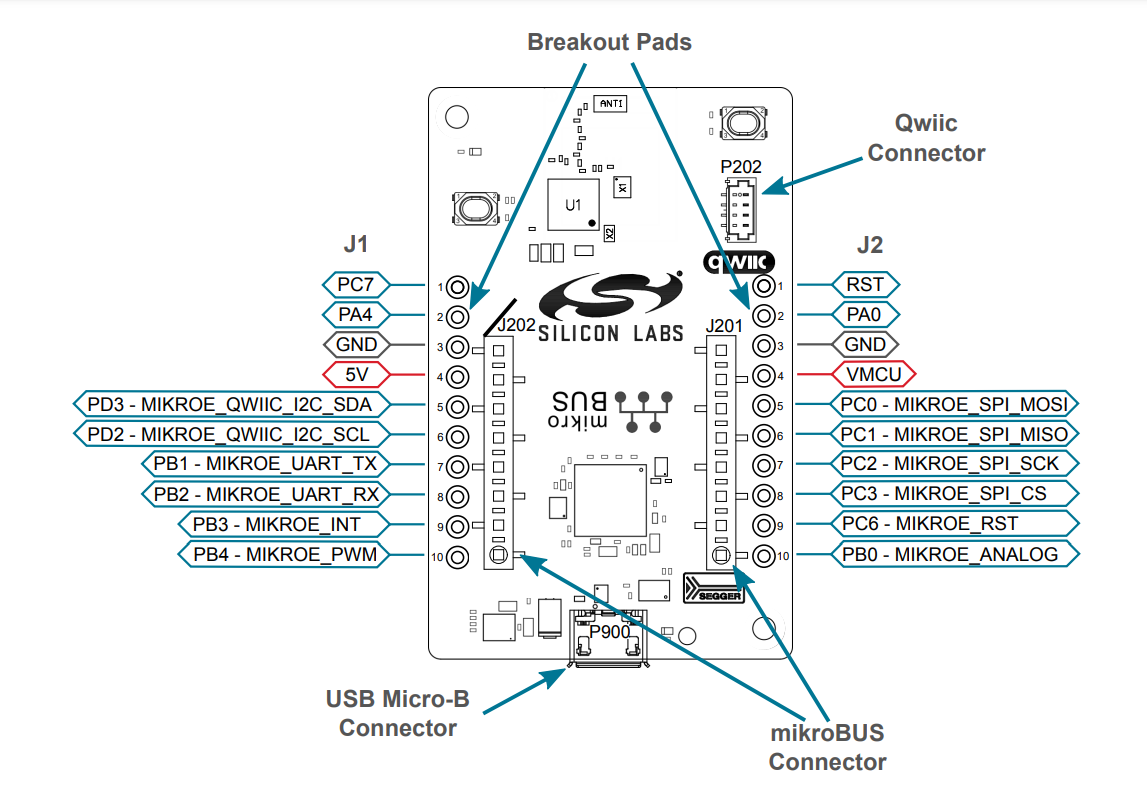 Breakout Pads
ANT1
Qwiic
Connector
P202
X1
U1
X2
J1
J2
qwiic
PC7
1
1
RST
PA4
2
2
PA0
J202
SILICON LABS
J201
GND
3
3
GND
5V
4
4
VMCU
PD3 - MIKROE_QWIIC_I2C_SDA
5
5
PC0 - MIKROE_SPI_MOSI
mikro
BUS
PD2 - MIKROE_QWIIC_I2C_SCL
6
6
PC1 - MIKROE_SPI_MISO
PB1 - MIKROE_UART_TX
7
7
PC2 - MIKROE_SPI_SCK
PB2 - MIKROE_UART_RX
8
8
PC3 - MIKROE_SPI_CS
PB3 - MIKROE_INT
9
9
PC6 - MIKROE_RST
PB4 - MIKROE_PWM
10
10
PB0 - MIKROE_ANALOG
SEGGER
P900
USB Micro-B
Connector
mikroBUS
Connector